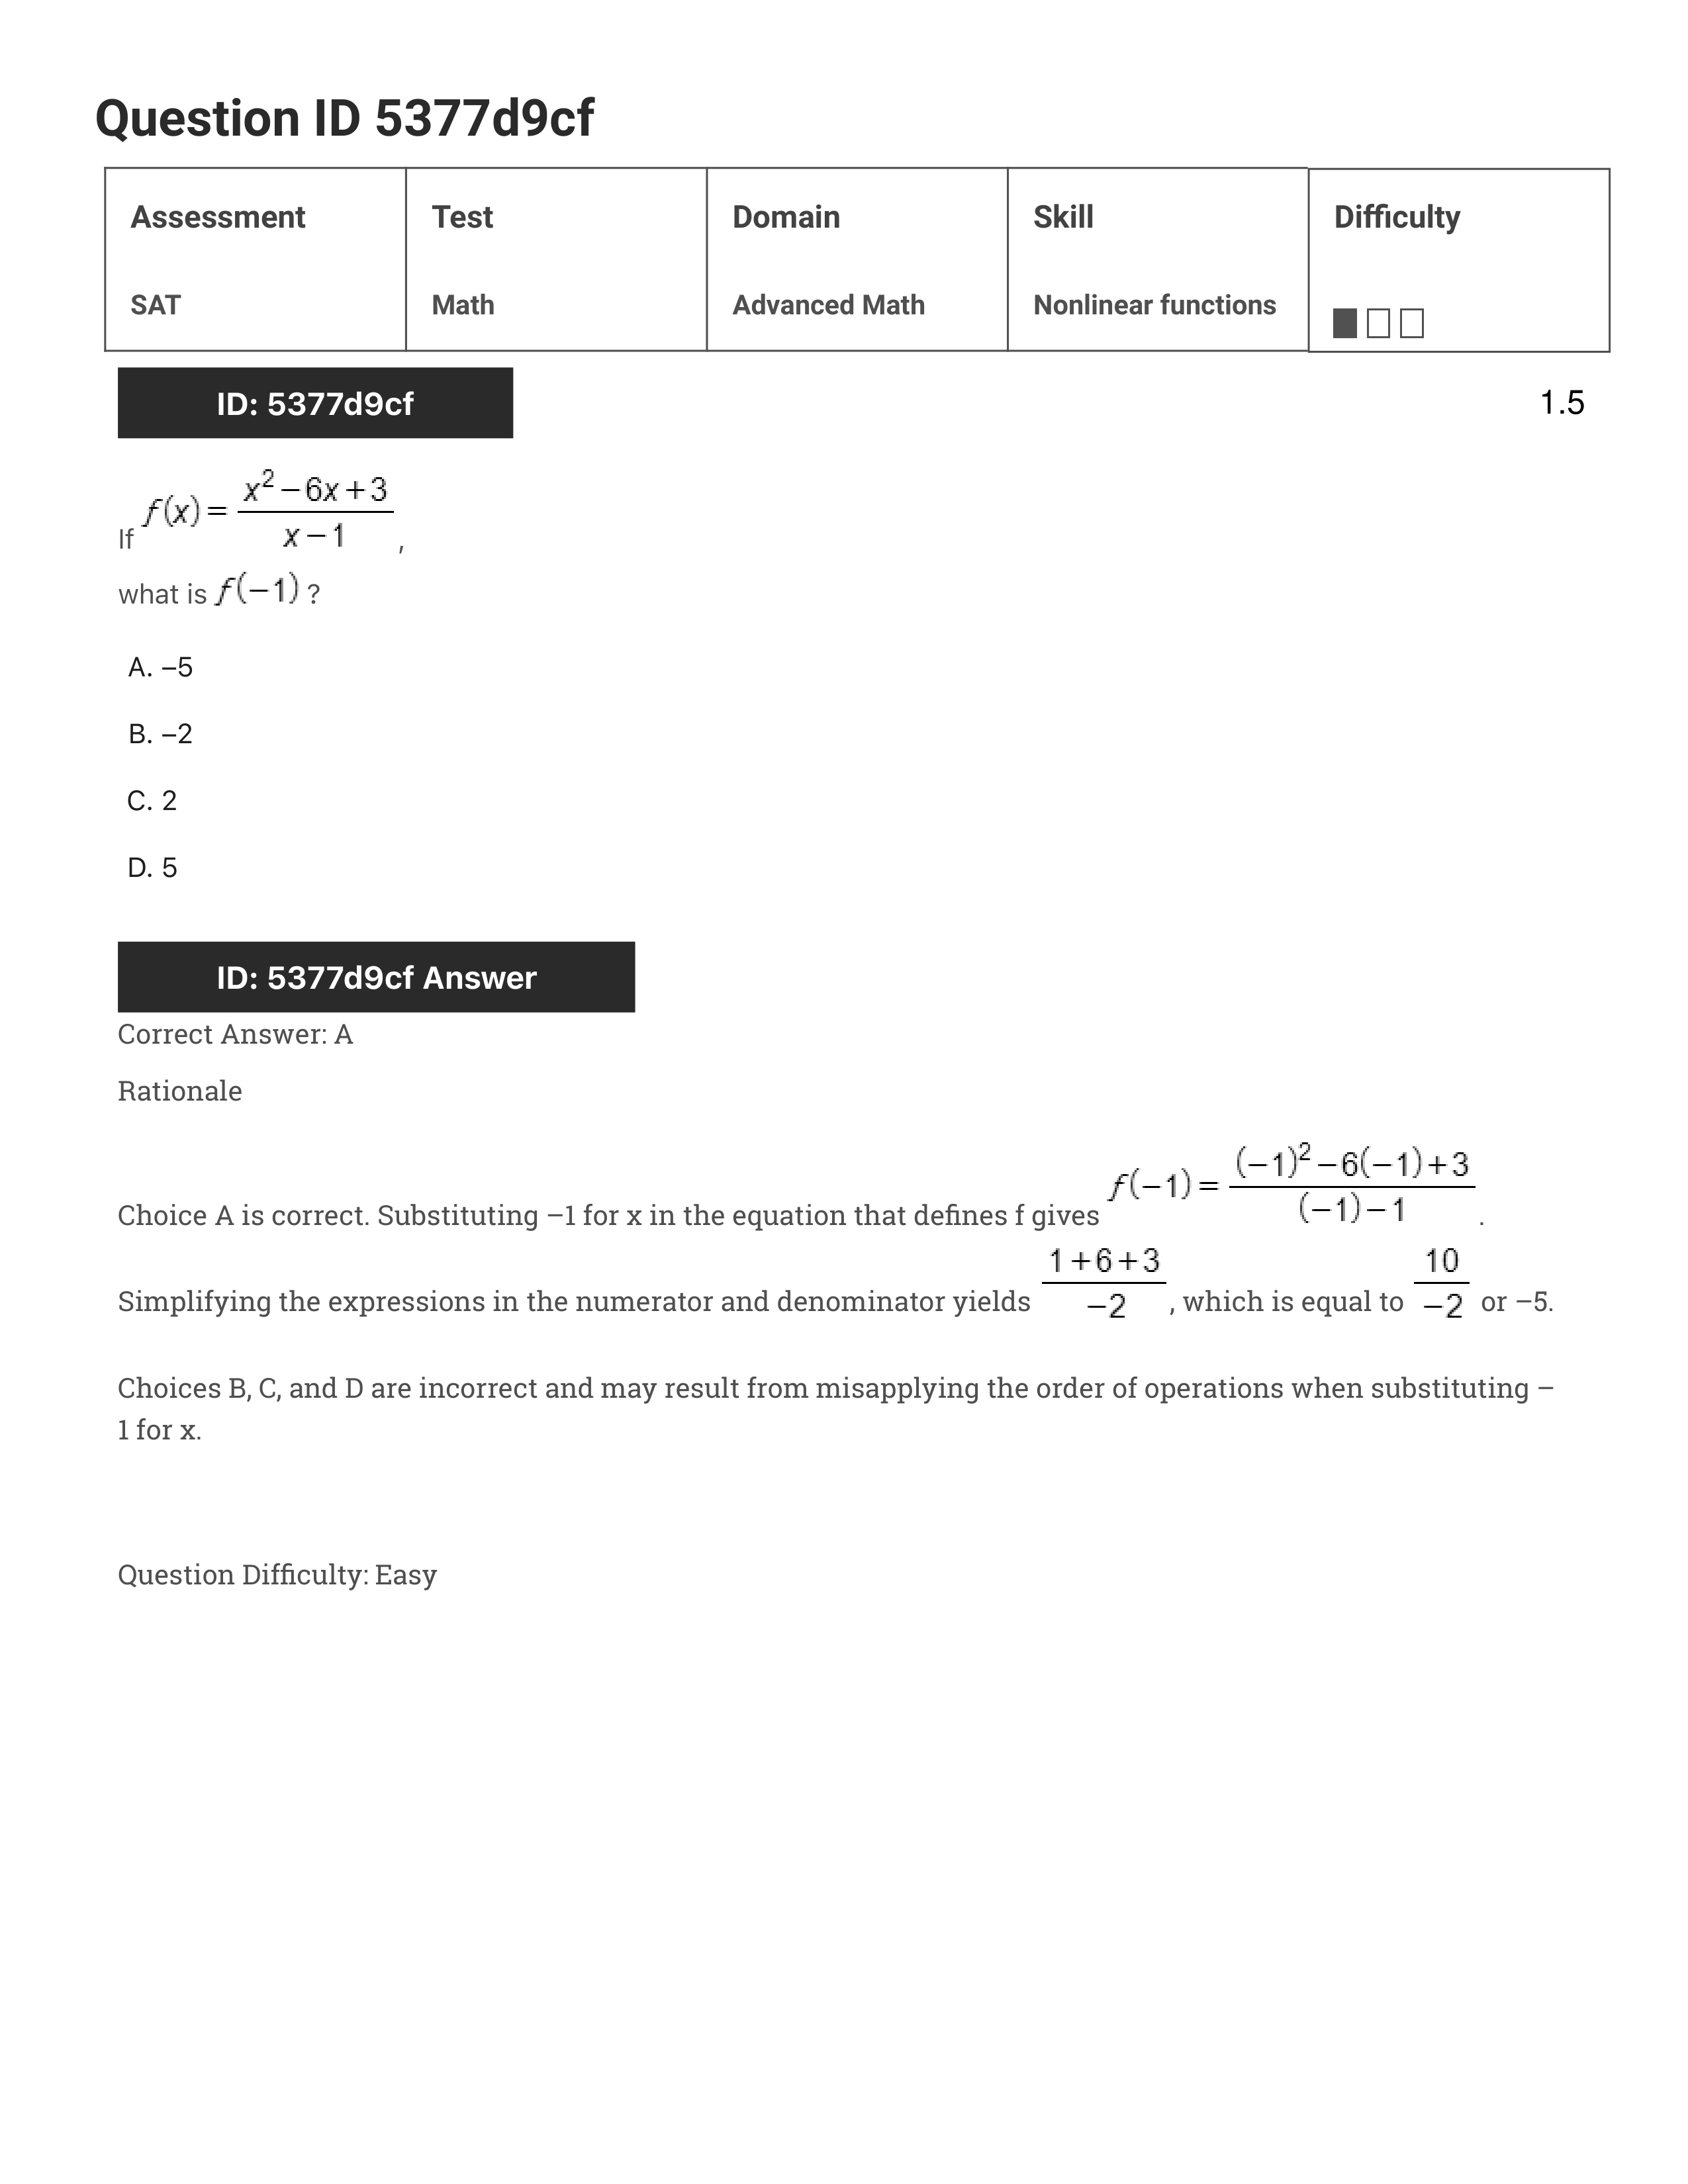 Question ID 5377d9cf
Assessment Test Domain Skill Difficulty
SAT Math Advanced Math Nonlinear functions
ID: 5377d9cf 1.5
If f(x) = (x² − 6x + 3)/(x − 1) ,
what is f(−1) ?
A. –5
B. –2
C. 2
D. 5
ID: 5377d9cf Answer
Correct Answer: A
Rationale
Choice A is correct. Substituting –1 for x in the equation that defines f gives f(−1) = ((−1)² − 6(−1) + 3)/((−1) − 1) .
Simplifying the expressions in the numerator and denominator yields (1 + 6 + 3)/−2 , which is equal to 10/−2 or –5.
Choices B, C, and D are incorrect and may result from misapplying the order of operations when substituting –
1 for x.
Question Difficulty: Easy